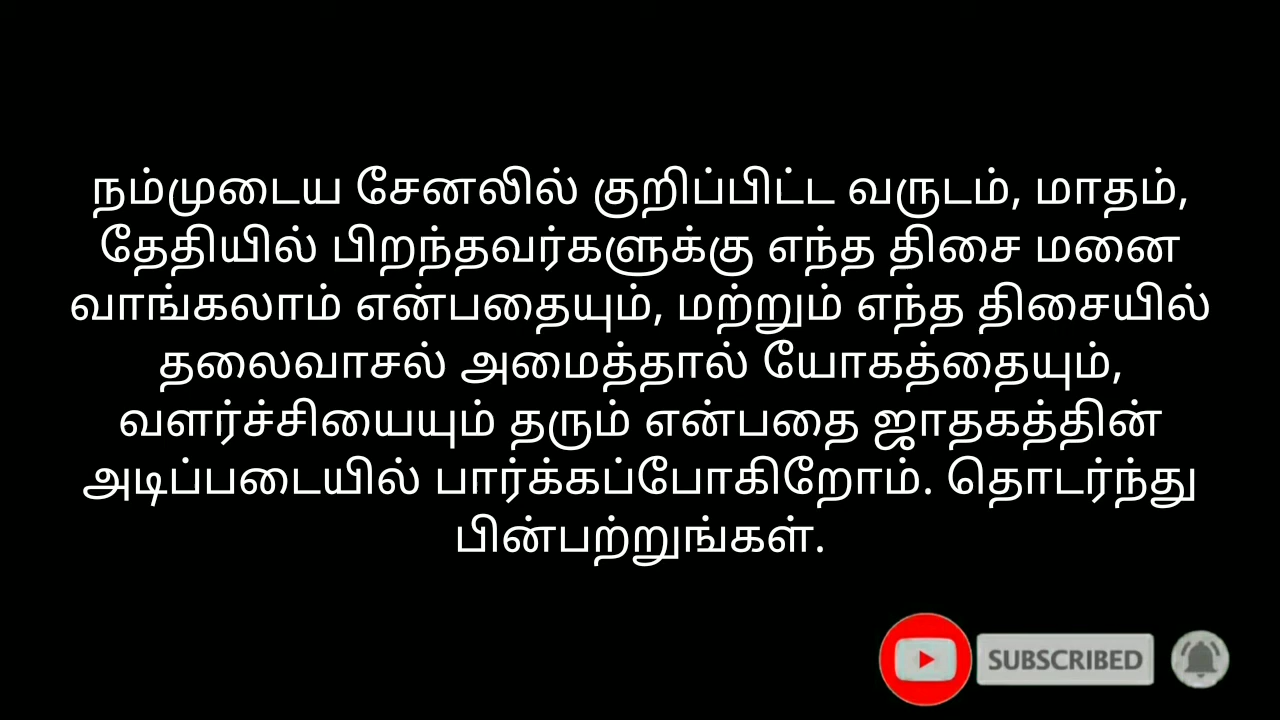 நம்முடைய சேனலில் குறிப்பிட்ட வருடம், மாதம்,
தேதியில் பிறந்தவர்களுக்கு எந்த திசை மனை
வாங்கலாம் என்பதையும், மற்றும் எந்த திசையில்
தலைவாசல் அமைத்தால் யோகத்தையும்,
வளர்ச்சியையும் தரும் என்பதை ஜாதகத்தின்
அடிப்படையில் பார்க்கப்போகிறோம். தொடர்ந்து
பின்பற்றுங்கள்.
SUBSCRIBED